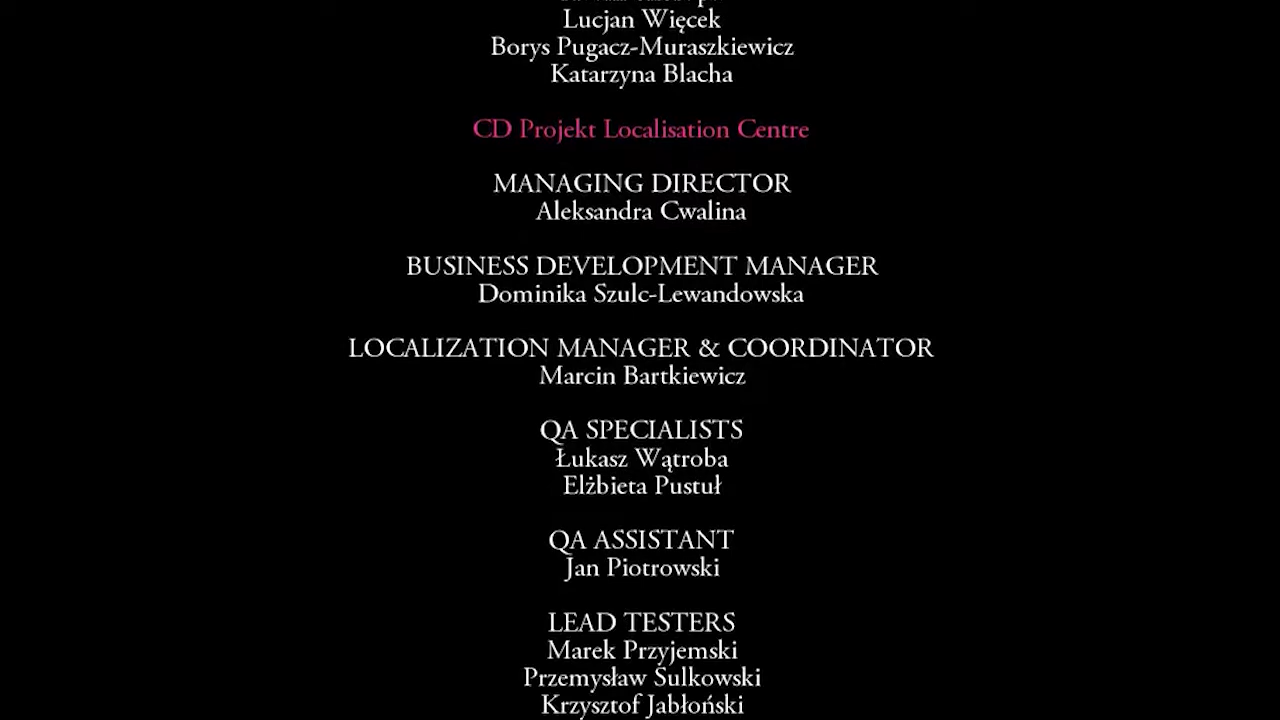 Lucjan Więcek
Borys Pugacz-Muraszkiewicz
Katarzyna Blacha
CD Projekt Localisation Centre
MANAGING DIRECTOR
Aleksandra Cwalina
BUSINESS DEVELOPMENT MANAGER
Dominika Szulc-Lewandowska
LOCALIZATION MANAGER & COORDINATOR
Marcin Bartkiewicz
QA SPECIALISTS
Łukasz Wątroba
Elżbieta Pustuł
QA ASSISTANT
Jan Piotrowski
LEAD TESTERS
Marek Przyjemski
Przemysław Sulkowski
Krzysztof Jabłoński